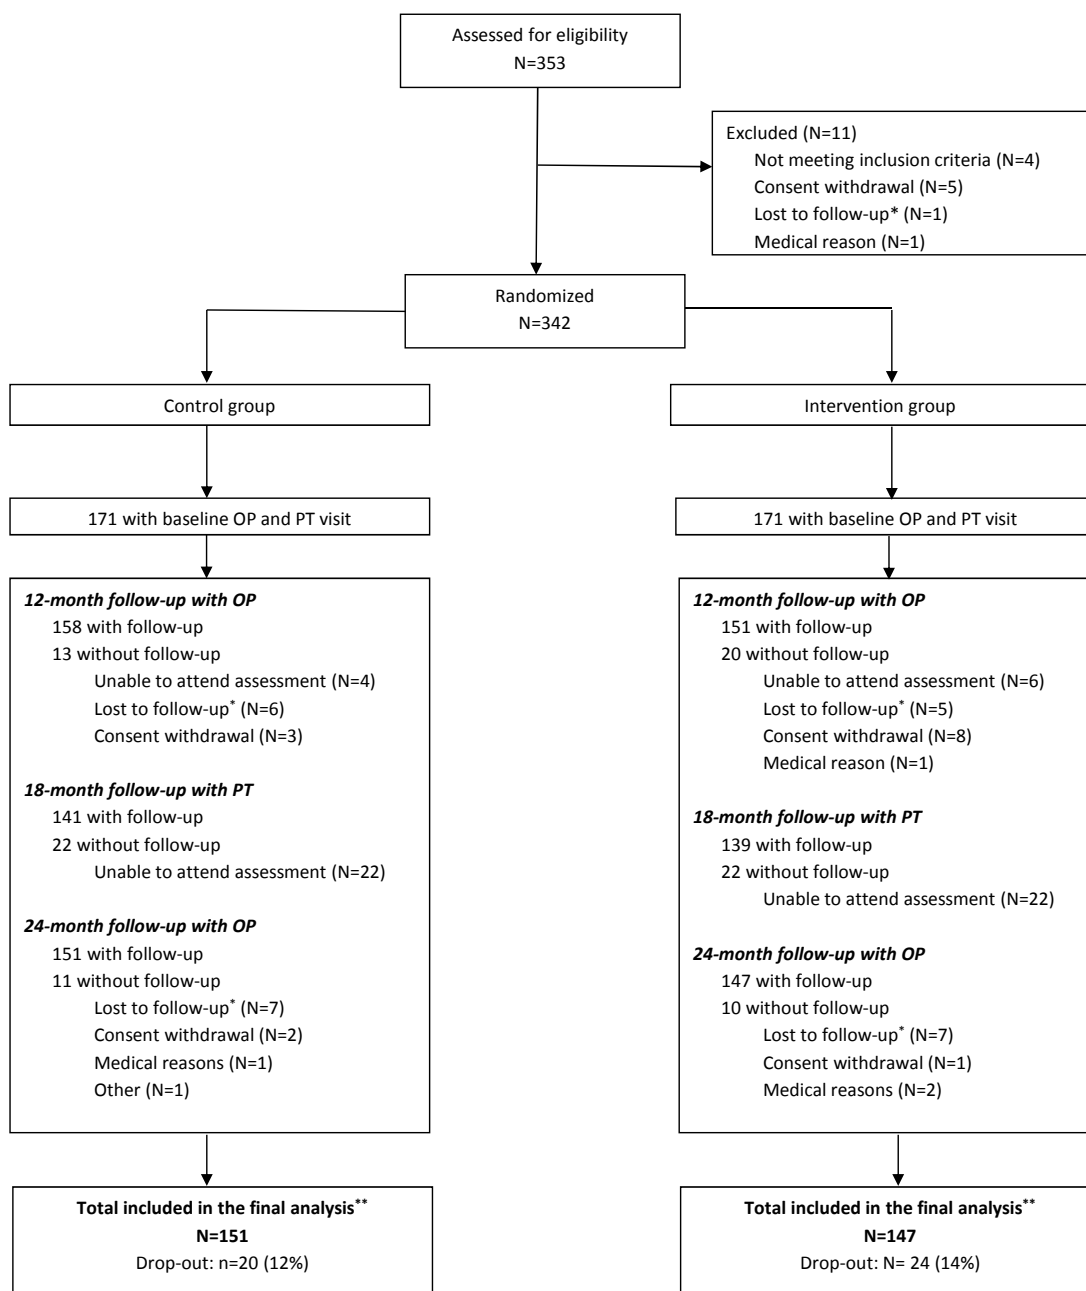 Assessed for eligibility
N=353
Excluded (N=11)
Not meeting inclusion criteria (N=4)
Consent withdrawal (N=5)
Lost to follow-up* (N=1)
Medical reason (N=1)
Randomized
N=342
Control group
171 with baseline OP and PT visit
12-month follow-up with OP
158 with follow-up
13 without follow-up
Unable to attend assessment (N=4)
Lost to follow-up* (N=6)
Consent withdrawal (N=3)
18-month follow-up with PT
141 with follow-up
22 without follow-up
Unable to attend assessment (N=22)
24-month follow-up with OP
151 with follow-up
11 without follow-up
Lost to follow-up* (N=7)
Consent withdrawal (N=2)
Medical reasons (N=1)
Other (N=1)
Total included in the final analysis**
N=151
Drop-out: n=20 (12%)
Intervention group
171 with baseline OP and PT visit
12-month follow-up with OP
151 with follow-up
20 without follow-up
Unable to attend assessment (N=6)
Lost to follow-up* (N=5)
Consent withdrawal (N=8)
Medical reason (N=1)
18-month follow-up with PT
139 with follow-up
22 without follow-up
Unable to attend assessment (N=22)
24-month follow-up with OP
147 with follow-up
10 without follow-up
Lost to follow-up* (N=7)
Consent withdrawal (N=1)
Medical reasons (N=2)
Total included in the final analysis**
N=147
Drop-out: N= 24 (14%)